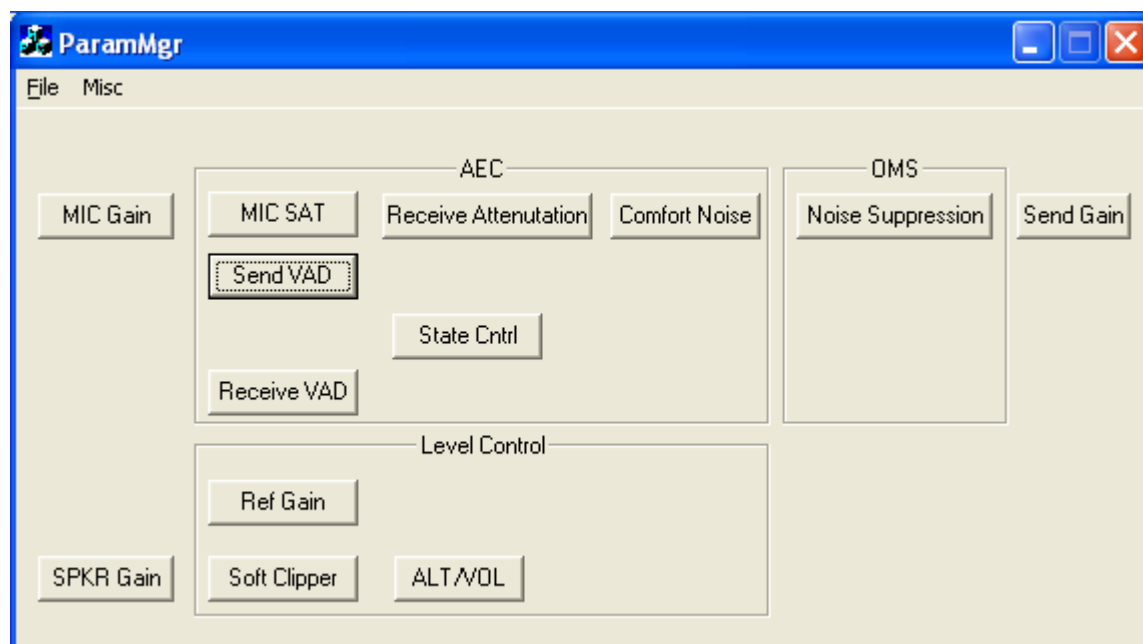 ParamMgr
File Misc
AEC
OMS
MIC Gain
MIC SAT
Receive Attenutation
Comfort Noise
Noise Suppression
Send Gain
Send VAD
State Cntrl
Receive VAD
Level Control
Ref Gain
SPKR Gain
Soft Clipper
ALT/VOL